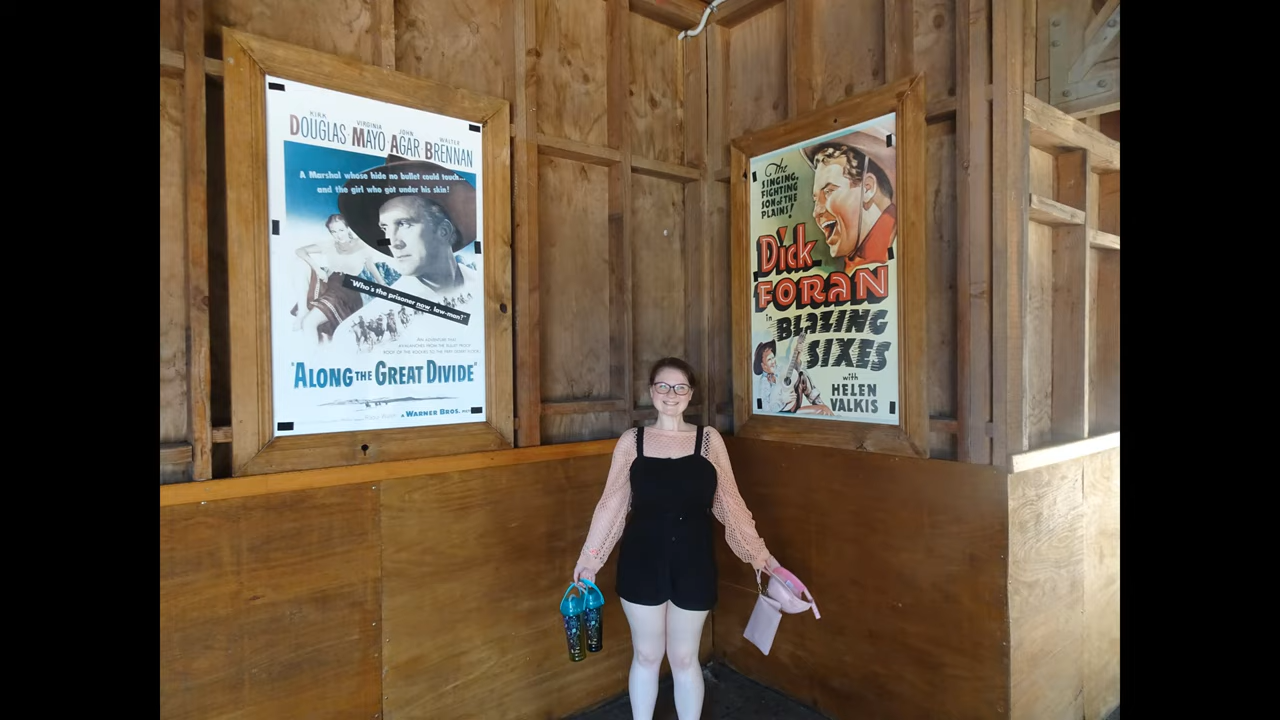 KIRK VIRGINIA JOHN WALTER
DOUGLAS · MAYO · AGAR · BRENNAN
A Marshal whose hide no bullet could touch...
and the girl who got under his skin!
"Who's the prisoner now, law-man?"
"ALONG THE GREAT DIVIDE"
A WARNER BROS.
The
SINGING,
FIGHTING
SON OF THE
PLAINS!
Dick
FORAN
in
BLAZING
SIXES
with
HELEN
VALKIS